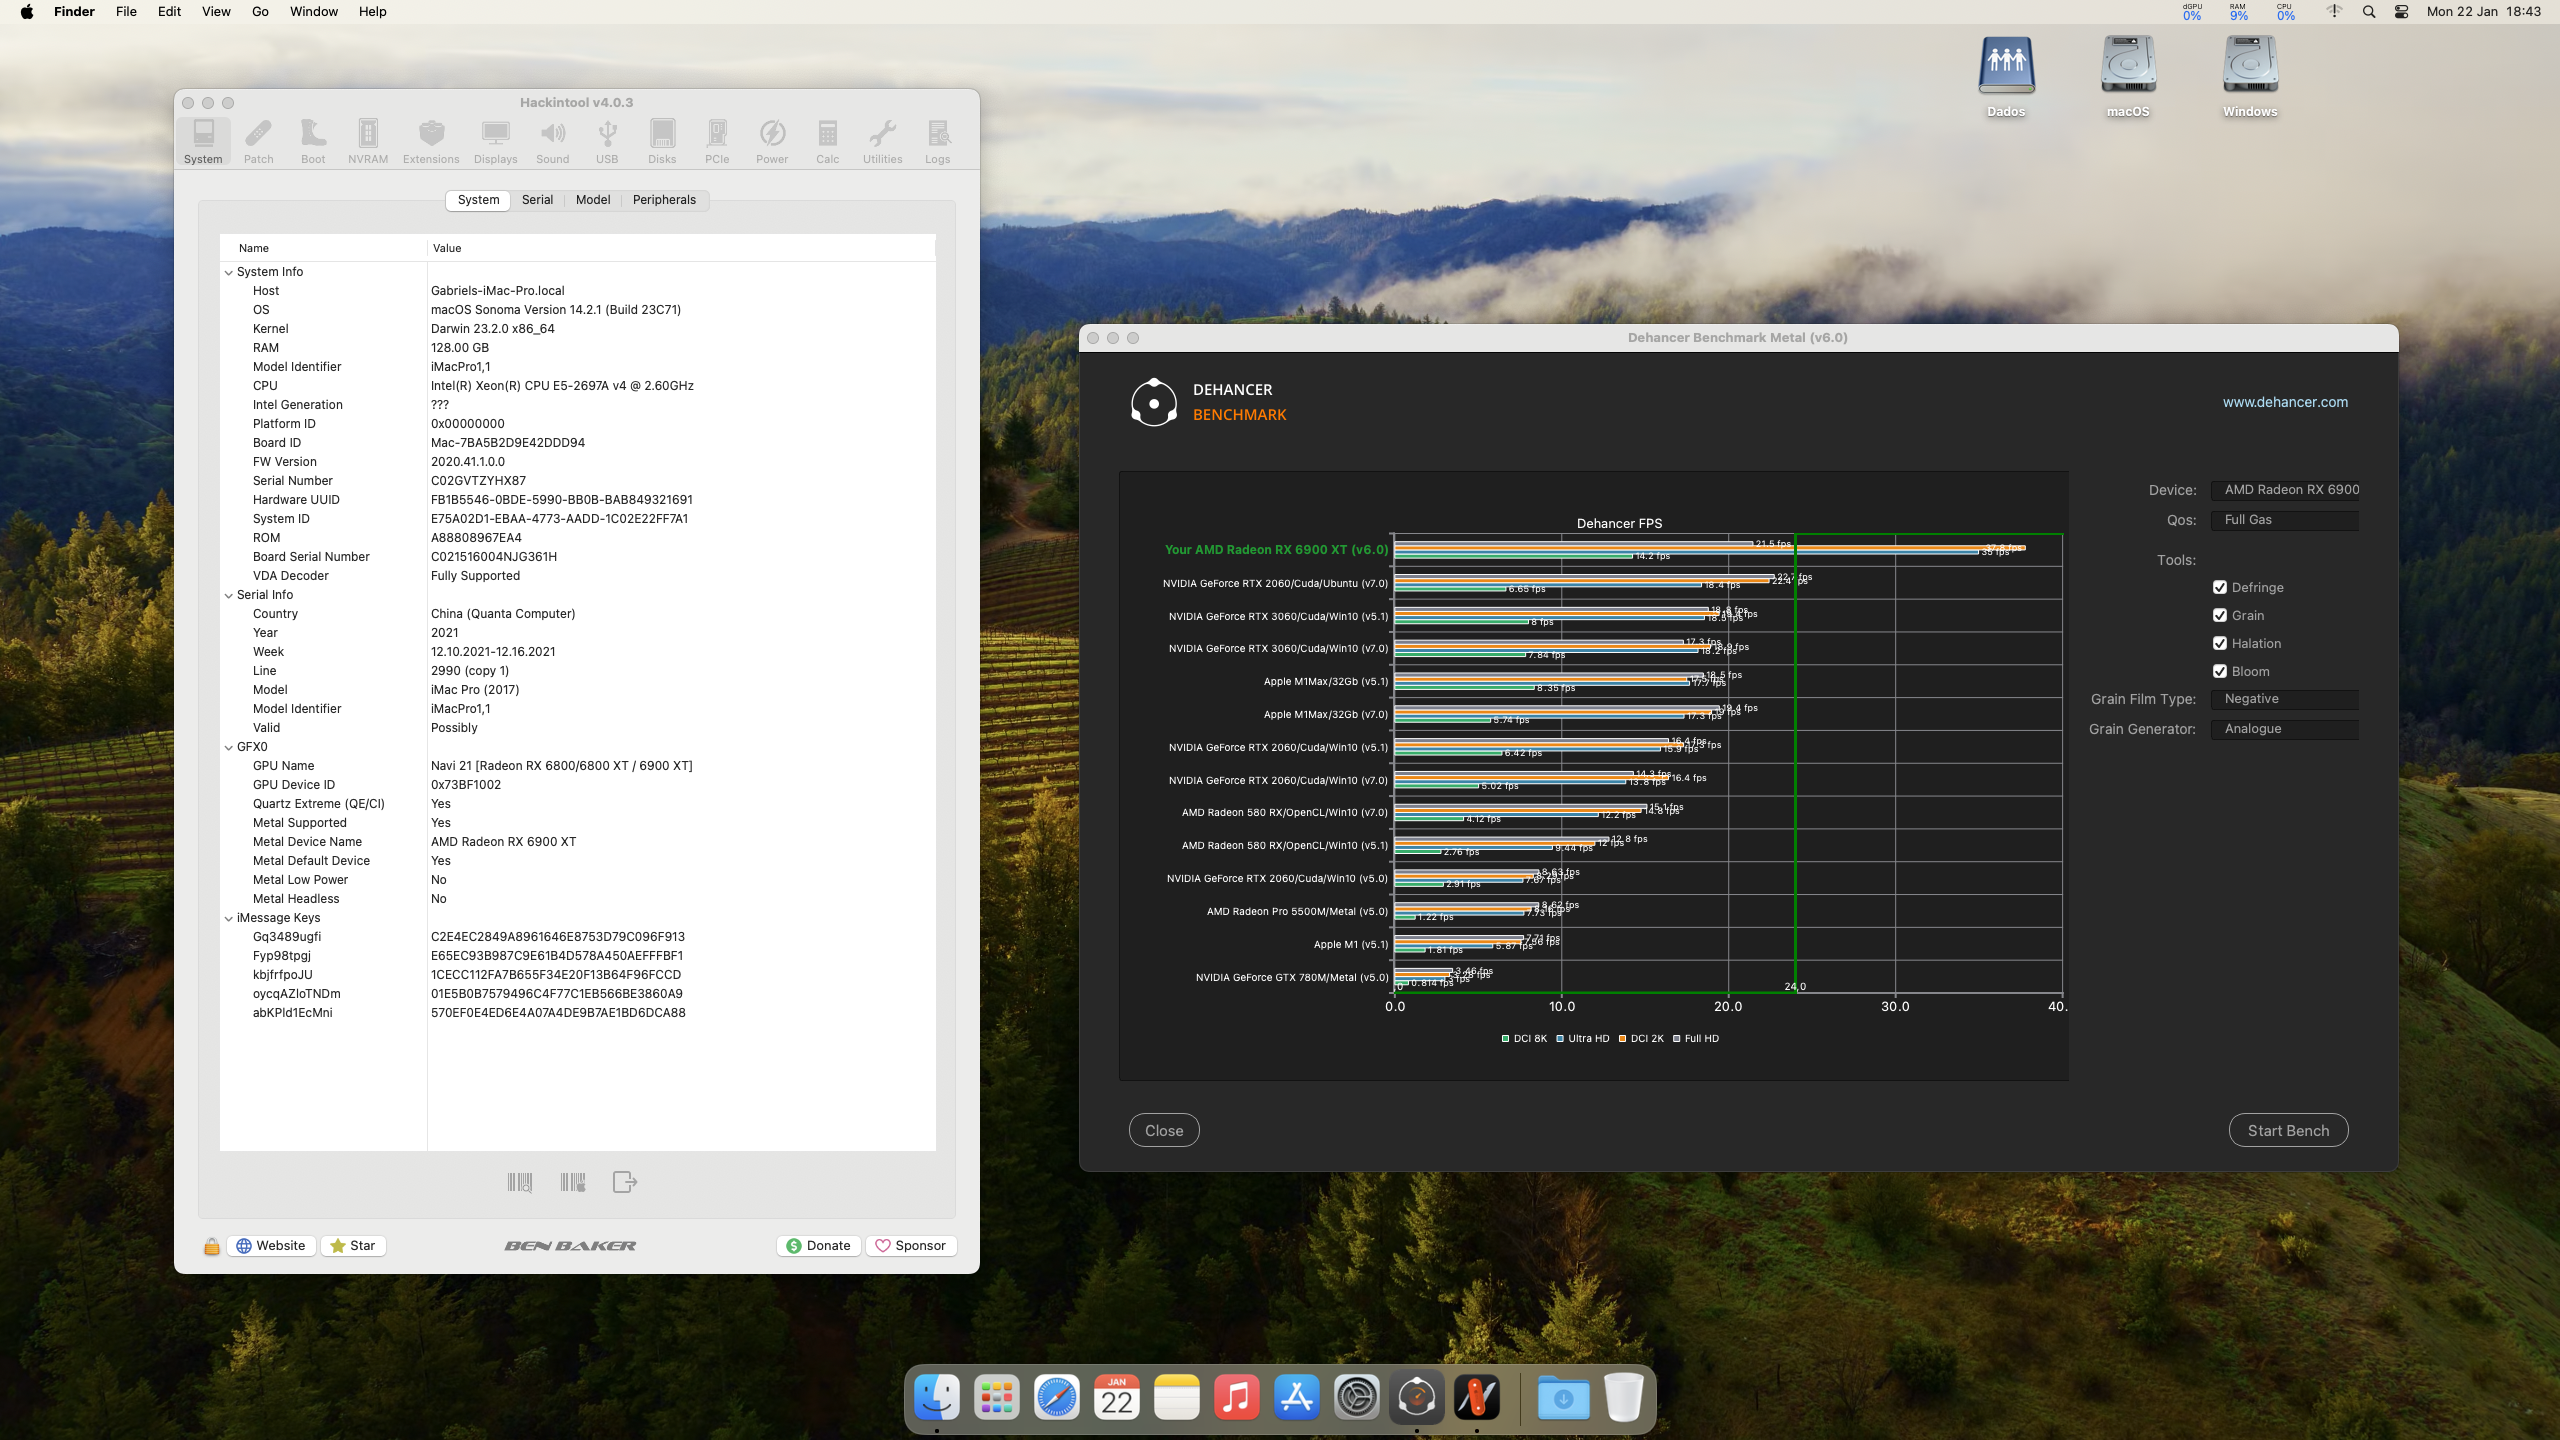 Finder File Edit View Go Window Help
dGPU 0% RAM 9% CPU 0% Mon 22 Jan 18:43
Dados macOS Windows
Hackintool v4.0.3
System Patch Boot NVRAM Extensions Displays Sound USB Disks PCIe Power Calc Utilities Logs
System Serial Model Peripherals
Name Value
System Info
Host Gabriels-iMac-Pro.local
OS macOS Sonoma Version 14.2.1 (Build 23C71)
Kernel Darwin 23.2.0 x86_64
RAM 128.00 GB
Model Identifier iMacPro1,1
CPU Intel(R) Xeon(R) CPU E5-2697A v4 @ 2.60GHz
Intel Generation ???
Platform ID 0x00000000
Board ID Mac-7BA5B2D9E42DDD94
FW Version 2020.41.1.0.0
Serial Number C02GVTZYHX87
Hardware UUID FB1B5546-0BDE-5990-BB0B-BAB849321691
System ID E75A02D1-EBAA-4773-AADD-1C02E22FF7A1
ROM A88808967EA4
Board Serial Number C021516004NJG361H
VDA Decoder Fully Supported
Serial Info
Country China (Quanta Computer)
Year 2021
Week 12.10.2021-12.16.2021
Line 2990 (copy 1)
Model iMac Pro (2017)
Model Identifier iMacPro1,1
Valid Possibly
GFX0
GPU Name Navi 21 [Radeon RX 6800/6800 XT / 6900 XT]
GPU Device ID 0x73BF1002
Quartz Extreme (QE/CI) Yes
Metal Supported Yes
Metal Device Name AMD Radeon RX 6900 XT
Metal Default Device Yes
Metal Low Power No
Metal Headless No
iMessage Keys
Gq3489ugfi C2E4EC2849A8961646E8753D79C096F913
Fyp98tpgj E65EC93B987C9E61B4D578A450AEFFFBF1
kbjfrfpoJU 1CECC112FA7B655F34E20F13B64F96FCCD
oycqAZloTNDm 01E5B0B7579496C4F77C1EB566BE3860A9
abKPld1EcMni 570EF0E4ED6E4A07A4DE9B7AE1BD6DCA88
Website Star BEN BAKER Donate Sponsor
Dehancer Benchmark Metal (v6.0)
DEHANCER
BENCHMARK
www.dehancer.com
Dehancer FPS
Your AMD Radeon RX 6900 XT (v6.0) 21.5 fps 35 fps 14.2 fps
NVIDIA GeForce RTX 2060/Cuda/Ubuntu (v7.0) 18.4 fps 6.65 fps
NVIDIA GeForce RTX 3060/Cuda/Win10 (v5.1) 8 fps
NVIDIA GeForce RTX 3060/Cuda/Win10 (v7.0) 17.3 fps 18.2 fps 7.84 fps
Apple M1Max/32Gb (v5.1) 17.7 fps 8.35 fps
Apple M1Max/32Gb (v7.0) 19.4 fps 17.3 fps 5.74 fps
NVIDIA GeForce RTX 2060/Cuda/Win10 (v5.1) 16.4 fps 15.9 fps 6.42 fps
NVIDIA GeForce RTX 2060/Cuda/Win10 (v7.0) 14.3 fps 16.4 fps 13.8 fps 5.02 fps
AMD Radeon 580 RX/OpenCL/Win10 (v7.0) 15.1 fps 14.8 fps 12.2 fps 4.12 fps
AMD Radeon 580 RX/OpenCL/Win10 (v5.1) 12.8 fps 12 fps 9.44 fps 2.76 fps
NVIDIA GeForce RTX 2060/Cuda/Win10 (v5.0) 8.63 fps 7.67 fps 2.91 fps
AMD Radeon Pro 5500M/Metal (v5.0) 8.62 fps 7.73 fps 1.22 fps
Apple M1 (v5.1) 7.71 fps 5.87 fps 1.81 fps
NVIDIA GeForce GTX 780M/Metal (v5.0) 3.46 fps 0.814 fps
24,0
0.0 10.0 20.0 30.0 40.
DCI 8K Ultra HD DCI 2K Full HD
Device: AMD Radeon RX 6900
Qos: Full Gas
Tools:
Defringe
Grain
Halation
Bloom
Grain Film Type: Negative
Grain Generator: Analogue
Close Start Bench
JAN
22